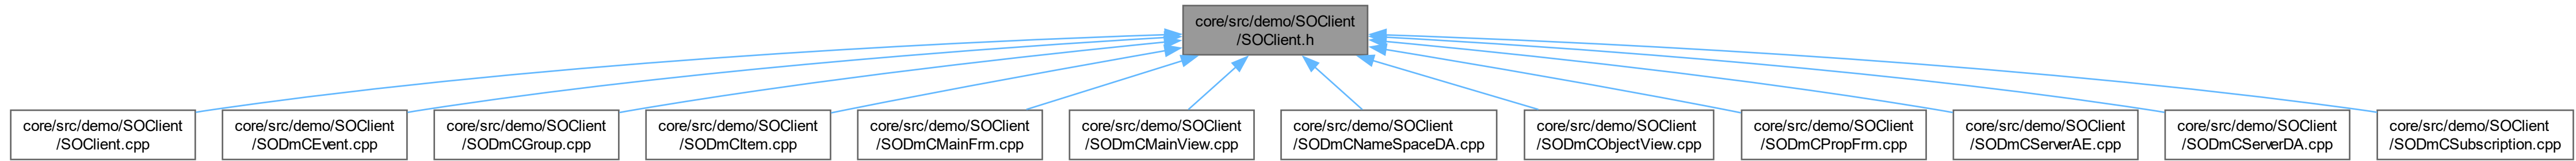 core/src/demo/SOClient
/SOClient.h
core/src/demo/SOClient
/SOClient.cpp
core/src/demo/SOClient
/SODmCEvent.cpp
core/src/demo/SOClient
/SODmCGroup.cpp
core/src/demo/SOClient
/SODmCItem.cpp
core/src/demo/SOClient
/SODmCMainFrm.cpp
core/src/demo/SOClient
/SODmCMainView.cpp
core/src/demo/SOClient
/SODmCNameSpaceDA.cpp
core/src/demo/SOClient
/SODmCObjectView.cpp
core/src/demo/SOClient
/SODmCPropFrm.cpp
core/src/demo/SOClient
/SODmCServerAE.cpp
core/src/demo/SOClient
/SODmCServerDA.cpp
core/src/demo/SOClient
/SODmCSubscription.cpp